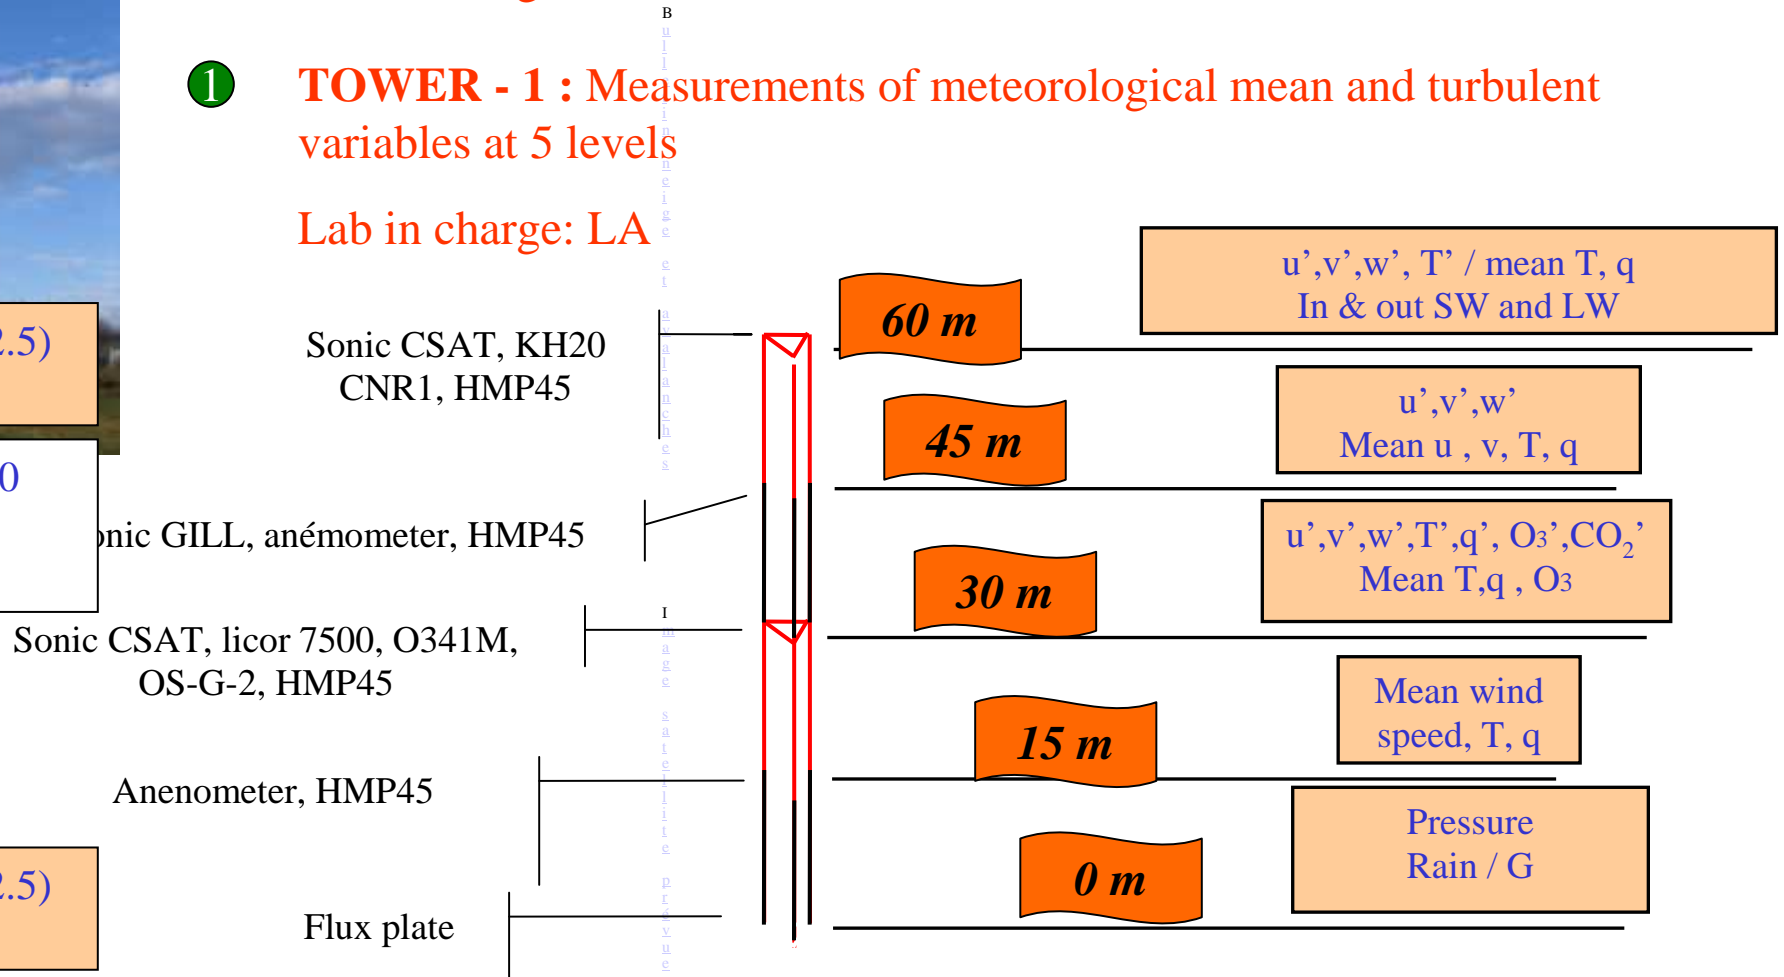 1
TOWER - 1 : Measurements of meteorological mean and turbulent
variables at 5 levels
Lab in charge: LA
Sonic CSAT, KH20
CNR1, HMP45
60 m
u’,v’,w’, T’ / mean T, q
In & out SW and LW
45 m
u’,v’,w’
Mean u , v, T, q
GILL, anémometer, HMP45
30 m
u’,v’,w’,T’,q’, O3’,CO2’
Mean T,q , O3
Sonic CSAT, licor 7500, O341M,
OS-G-2, HMP45
15 m
Mean wind
speed, T, q
Anenometer, HMP45
0 m
Pressure
Rain / G
Flux plate
2.5)
0
2.5)